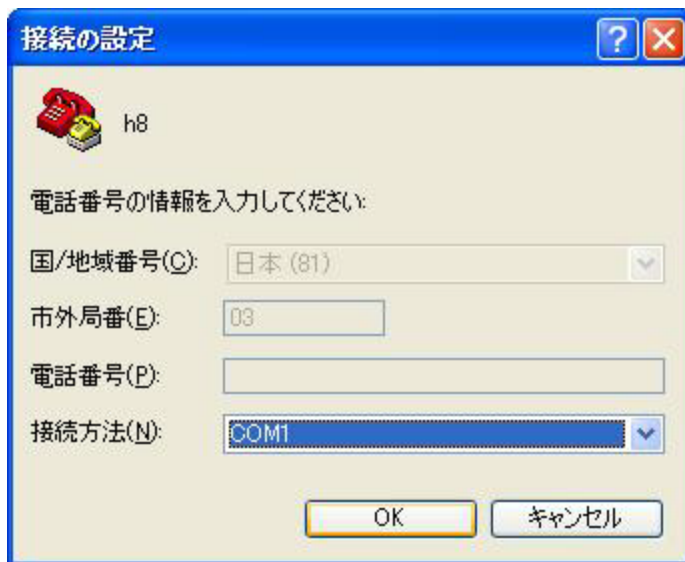 接続の設定
h8
電話番号の情報を入力してください:
国/地域番号(C): 日本 (81)
市外局番(E): 03
電話番号(P):
接続方法(N): COM1
OK キャンセル